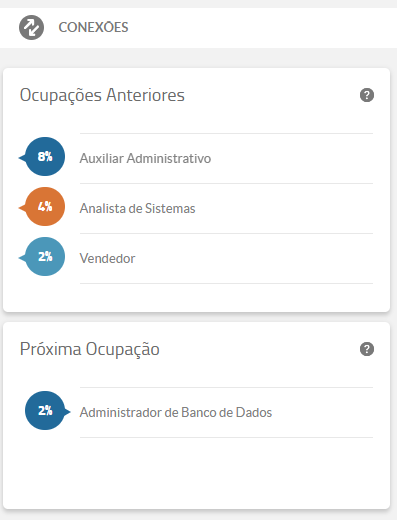 CONEXÕES
Ocupações Anteriores
?
8%
Auxiliar Administrativo
4%
Analista de Sistemas
2%
Vendedor
Próxima Ocupação
?
2%
Administrador de Banco de Dados